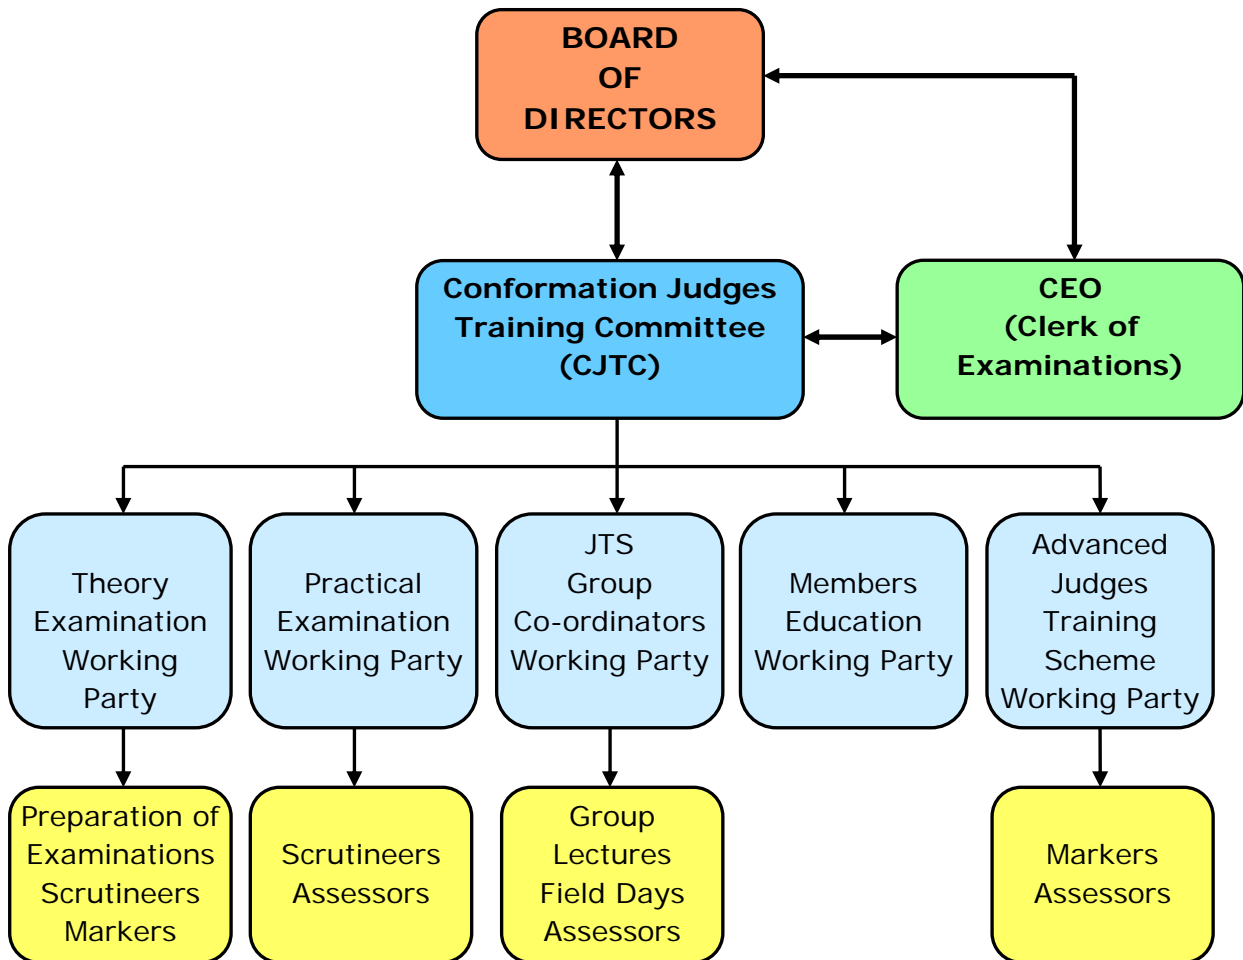 BOARD
OF
DIRECTORS
Conformation Judges
Training Committee
(CJTC)
CEO
(Clerk of
Examinations)
Theory
Examination
Working
Party
Practical
Examination
Working Party
JTS
Group
Co-ordinators
Working Party
Members
Education
Working Party
Advanced
Judges
Training
Scheme
Working Party
Preparation of
Examinations
Scrutineers
Markers
Scrutineers
Assessors
Group
Lectures
Field Days
Assessors
Markers
Assessors